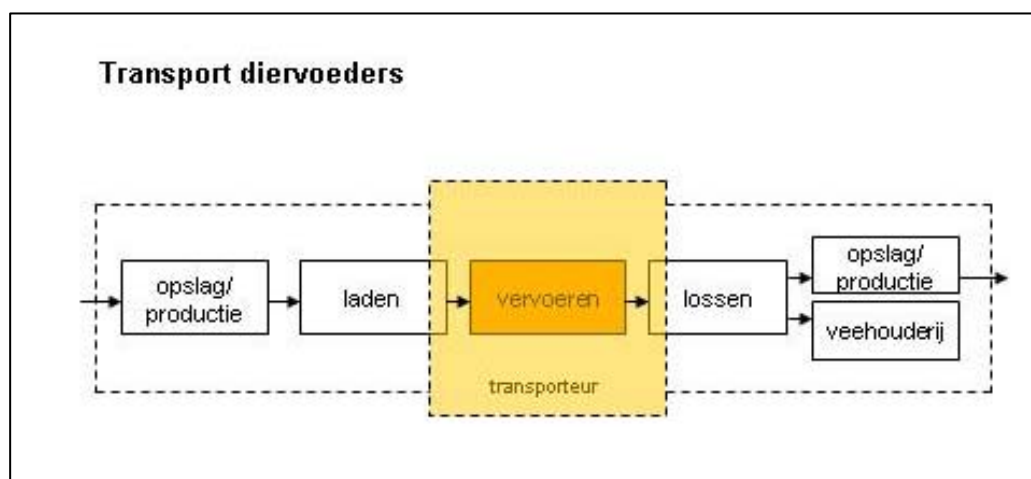 Transport diervoeders
opslag/
productie
laden
vervoeren
lossen
opslag/
productie
veehouderij
transporteur